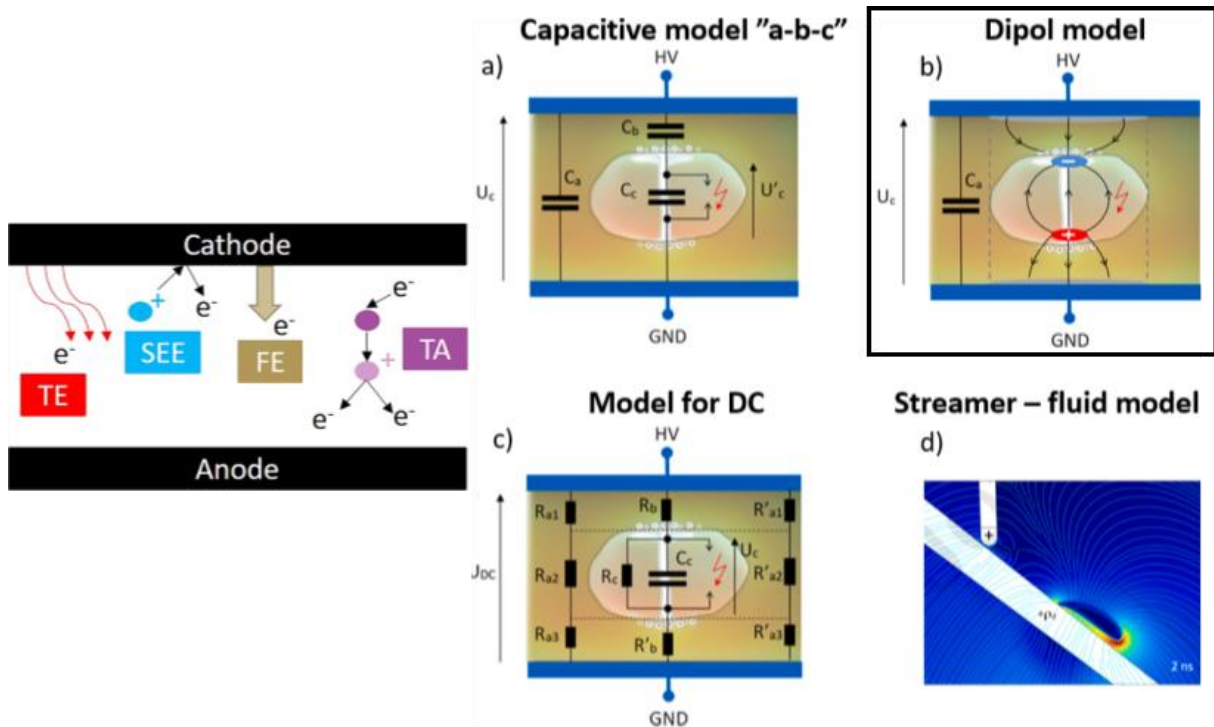 Cathode
e-
+
e-
e-
e-
+
SEE
FE
TA
e-
TE
e-
e-
Anode
Capacitive model ”a-b-c”
a)
HV
Cb
Ca
Cc
Uc
U'c
GND
Dipol model
b)
HV
Ca
Uc
−
+
GND
Model for DC
c)
HV
Ra1
Rb
R'a1
UDC
Ra2
Rc
Cc
Uc
R'a2
Ra3
R'b
R'a3
GND
Streamer – fluid model
d)
+
2 ns